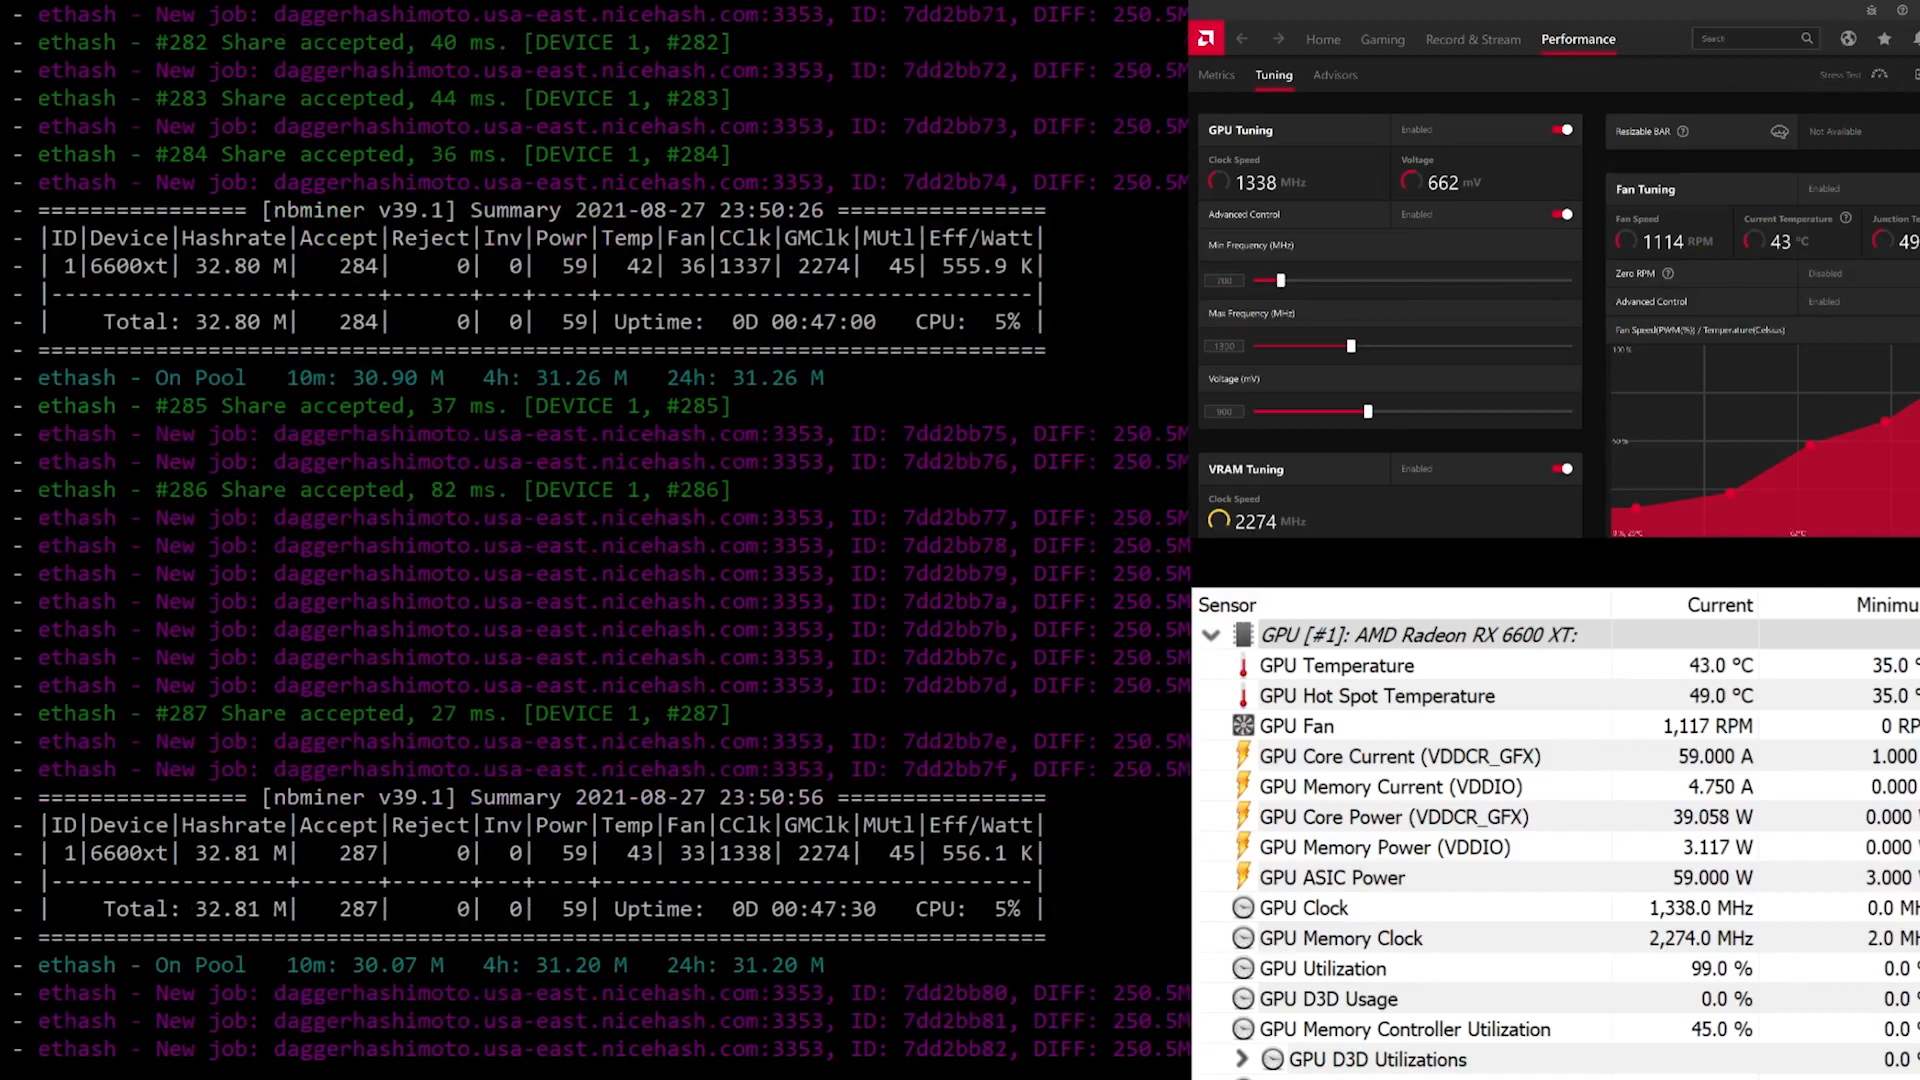 - ethash - New job: daggerhashimoto.usa-east.nicehash.com:3353, ID: 7dd2bb71, DIFF: 250.5M
- ethash - #282 Share accepted, 40 ms. [DEVICE 1, #282]
- ethash - New job: daggerhashimoto.usa-east.nicehash.com:3353, ID: 7dd2bb72, DIFF: 250.5M
- ethash - #283 Share accepted, 44 ms. [DEVICE 1, #283]
- ethash - New job: daggerhashimoto.usa-east.nicehash.com:3353, ID: 7dd2bb73, DIFF: 250.5M
- ethash - #284 Share accepted, 36 ms. [DEVICE 1, #284]
- ethash - New job: daggerhashimoto.usa-east.nicehash.com:3353, ID: 7dd2bb74, DIFF: 250.5M
- ================ [nbminer v39.1] Summary 2021-08-27 23:50:26 ================
- |ID|Device|Hashrate|Accept|Reject|Inv|Powr|Temp|Fan|CClk|GMClk|MUtl|Eff/Watt|
- | 1|6600xt| 32.80 M| 284| 0| 0| 59| 42| 36|1337| 2274| 45| 555.9 K|
- |------------------+------+------+---+----+----------------------------------|
- | Total: 32.80 M| 284| 0| 0| 59| Uptime: 0D 00:47:00 CPU: 5% |
- =============================================================================
- ethash - On Pool 10m: 30.90 M 4h: 31.26 M 24h: 31.26 M
- ethash - #285 Share accepted, 37 ms. [DEVICE 1, #285]
- ethash - New job: daggerhashimoto.usa-east.nicehash.com:3353, ID: 7dd2bb75, DIFF: 250.5M
- ethash - New job: daggerhashimoto.usa-east.nicehash.com:3353, ID: 7dd2bb76, DIFF: 250.5M
- ethash - #286 Share accepted, 82 ms. [DEVICE 1, #286]
- ethash - New job: daggerhashimoto.usa-east.nicehash.com:3353, ID: 7dd2bb77, DIFF: 250.5M
- ethash - New job: daggerhashimoto.usa-east.nicehash.com:3353, ID: 7dd2bb78, DIFF: 250.5M
- ethash - New job: daggerhashimoto.usa-east.nicehash.com:3353, ID: 7dd2bb79, DIFF: 250.5M
- ethash - New job: daggerhashimoto.usa-east.nicehash.com:3353, ID: 7dd2bb7a, DIFF: 250.5M
- ethash - New job: daggerhashimoto.usa-east.nicehash.com:3353, ID: 7dd2bb7b, DIFF: 250.5M
- ethash - New job: daggerhashimoto.usa-east.nicehash.com:3353, ID: 7dd2bb7c, DIFF: 250.5M
- ethash - New job: daggerhashimoto.usa-east.nicehash.com:3353, ID: 7dd2bb7d, DIFF: 250.5M
- ethash - #287 Share accepted, 27 ms. [DEVICE 1, #287]
- ethash - New job: daggerhashimoto.usa-east.nicehash.com:3353, ID: 7dd2bb7e, DIFF: 250.5M
- ethash - New job: daggerhashimoto.usa-east.nicehash.com:3353, ID: 7dd2bb7f, DIFF: 250.5M
- ================ [nbminer v39.1] Summary 2021-08-27 23:50:56 ================
- |ID|Device|Hashrate|Accept|Reject|Inv|Powr|Temp|Fan|CClk|GMClk|MUtl|Eff/Watt|
- | 1|6600xt| 32.81 M| 287| 0| 0| 59| 43| 33|1338| 2274| 45| 556.1 K|
- |------------------+------+------+---+----+----------------------------------|
- | Total: 32.81 M| 287| 0| 0| 59| Uptime: 0D 00:47:30 CPU: 5% |
- =============================================================================
- ethash - On Pool 10m: 30.07 M 4h: 31.20 M 24h: 31.20 M
- ethash - New job: daggerhashimoto.usa-east.nicehash.com:3353, ID: 7dd2bb80, DIFF: 250.5M
- ethash - New job: daggerhashimoto.usa-east.nicehash.com:3353, ID: 7dd2bb81, DIFF: 250.5M
- ethash - New job: daggerhashimoto.usa-east.nicehash.com:3353, ID: 7dd2bb82, DIFF: 250.5M
Home Gaming Record & Stream Performance Search
Metrics Tuning Advisors Stress Test
GPU Tuning Enabled
Clock Speed Voltage
1338 MHz 662 mV
Advanced Control Enabled
Min Frequency (MHz)
700
Max Frequency (MHz)
1300
Voltage (mV)
900
VRAM Tuning Enabled
Clock Speed
2274 MHz
Resizable BAR Not Available
Fan Tuning Enabled
Fan Speed Current Temperature Junction Te
1114 RPM 43 °C 49
Zero RPM Disabled
Advanced Control Enabled
Fan Speed(PWM(%)) / Temperature(Celsius)
100 %
50 %
0 %, 25°C 62°C
Sensor Current Minimu
GPU [#1]: AMD Radeon RX 6600 XT:
GPU Temperature 43.0 °C 35.0 °
GPU Hot Spot Temperature 49.0 °C 35.0 °
GPU Fan 1,117 RPM 0 RP
GPU Core Current (VDDCR_GFX) 59.000 A 1.000
GPU Memory Current (VDDIO) 4.750 A 0.000
GPU Core Power (VDDCR_GFX) 39.058 W 0.000
GPU Memory Power (VDDIO) 3.117 W 0.000
GPU ASIC Power 59.000 W 3.000
GPU Clock 1,338.0 MHz 0.0 MH
GPU Memory Clock 2,274.0 MHz 2.0 MH
GPU Utilization 99.0 % 0.0 °
GPU D3D Usage 0.0 % 0.0 °
GPU Memory Controller Utilization 45.0 % 0.0 °
GPU D3D Utilizations 0.0 °